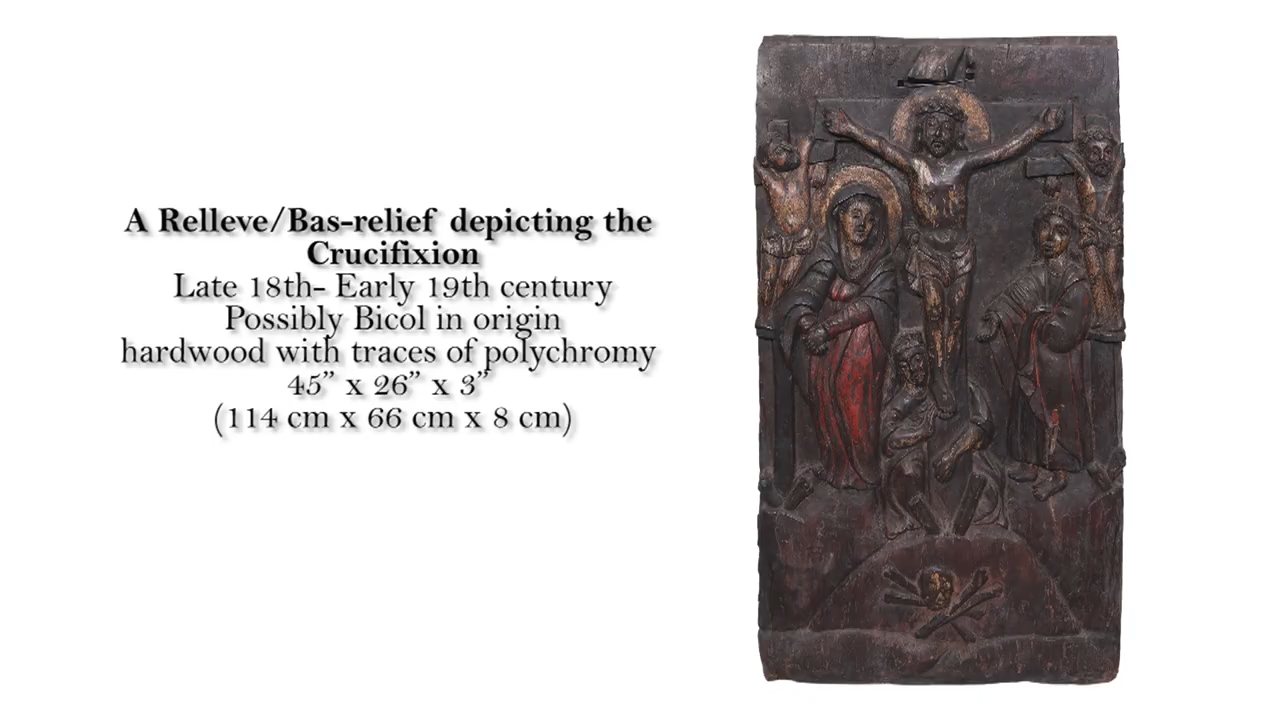 A Relleve/Bas-relief depicting the
Crucifixion
Late 18th- Early 19th century
Possibly Bicol in origin
hardwood with traces of polychromy
45” x 26” x 3”
(114 cm x 66 cm x 8 cm)